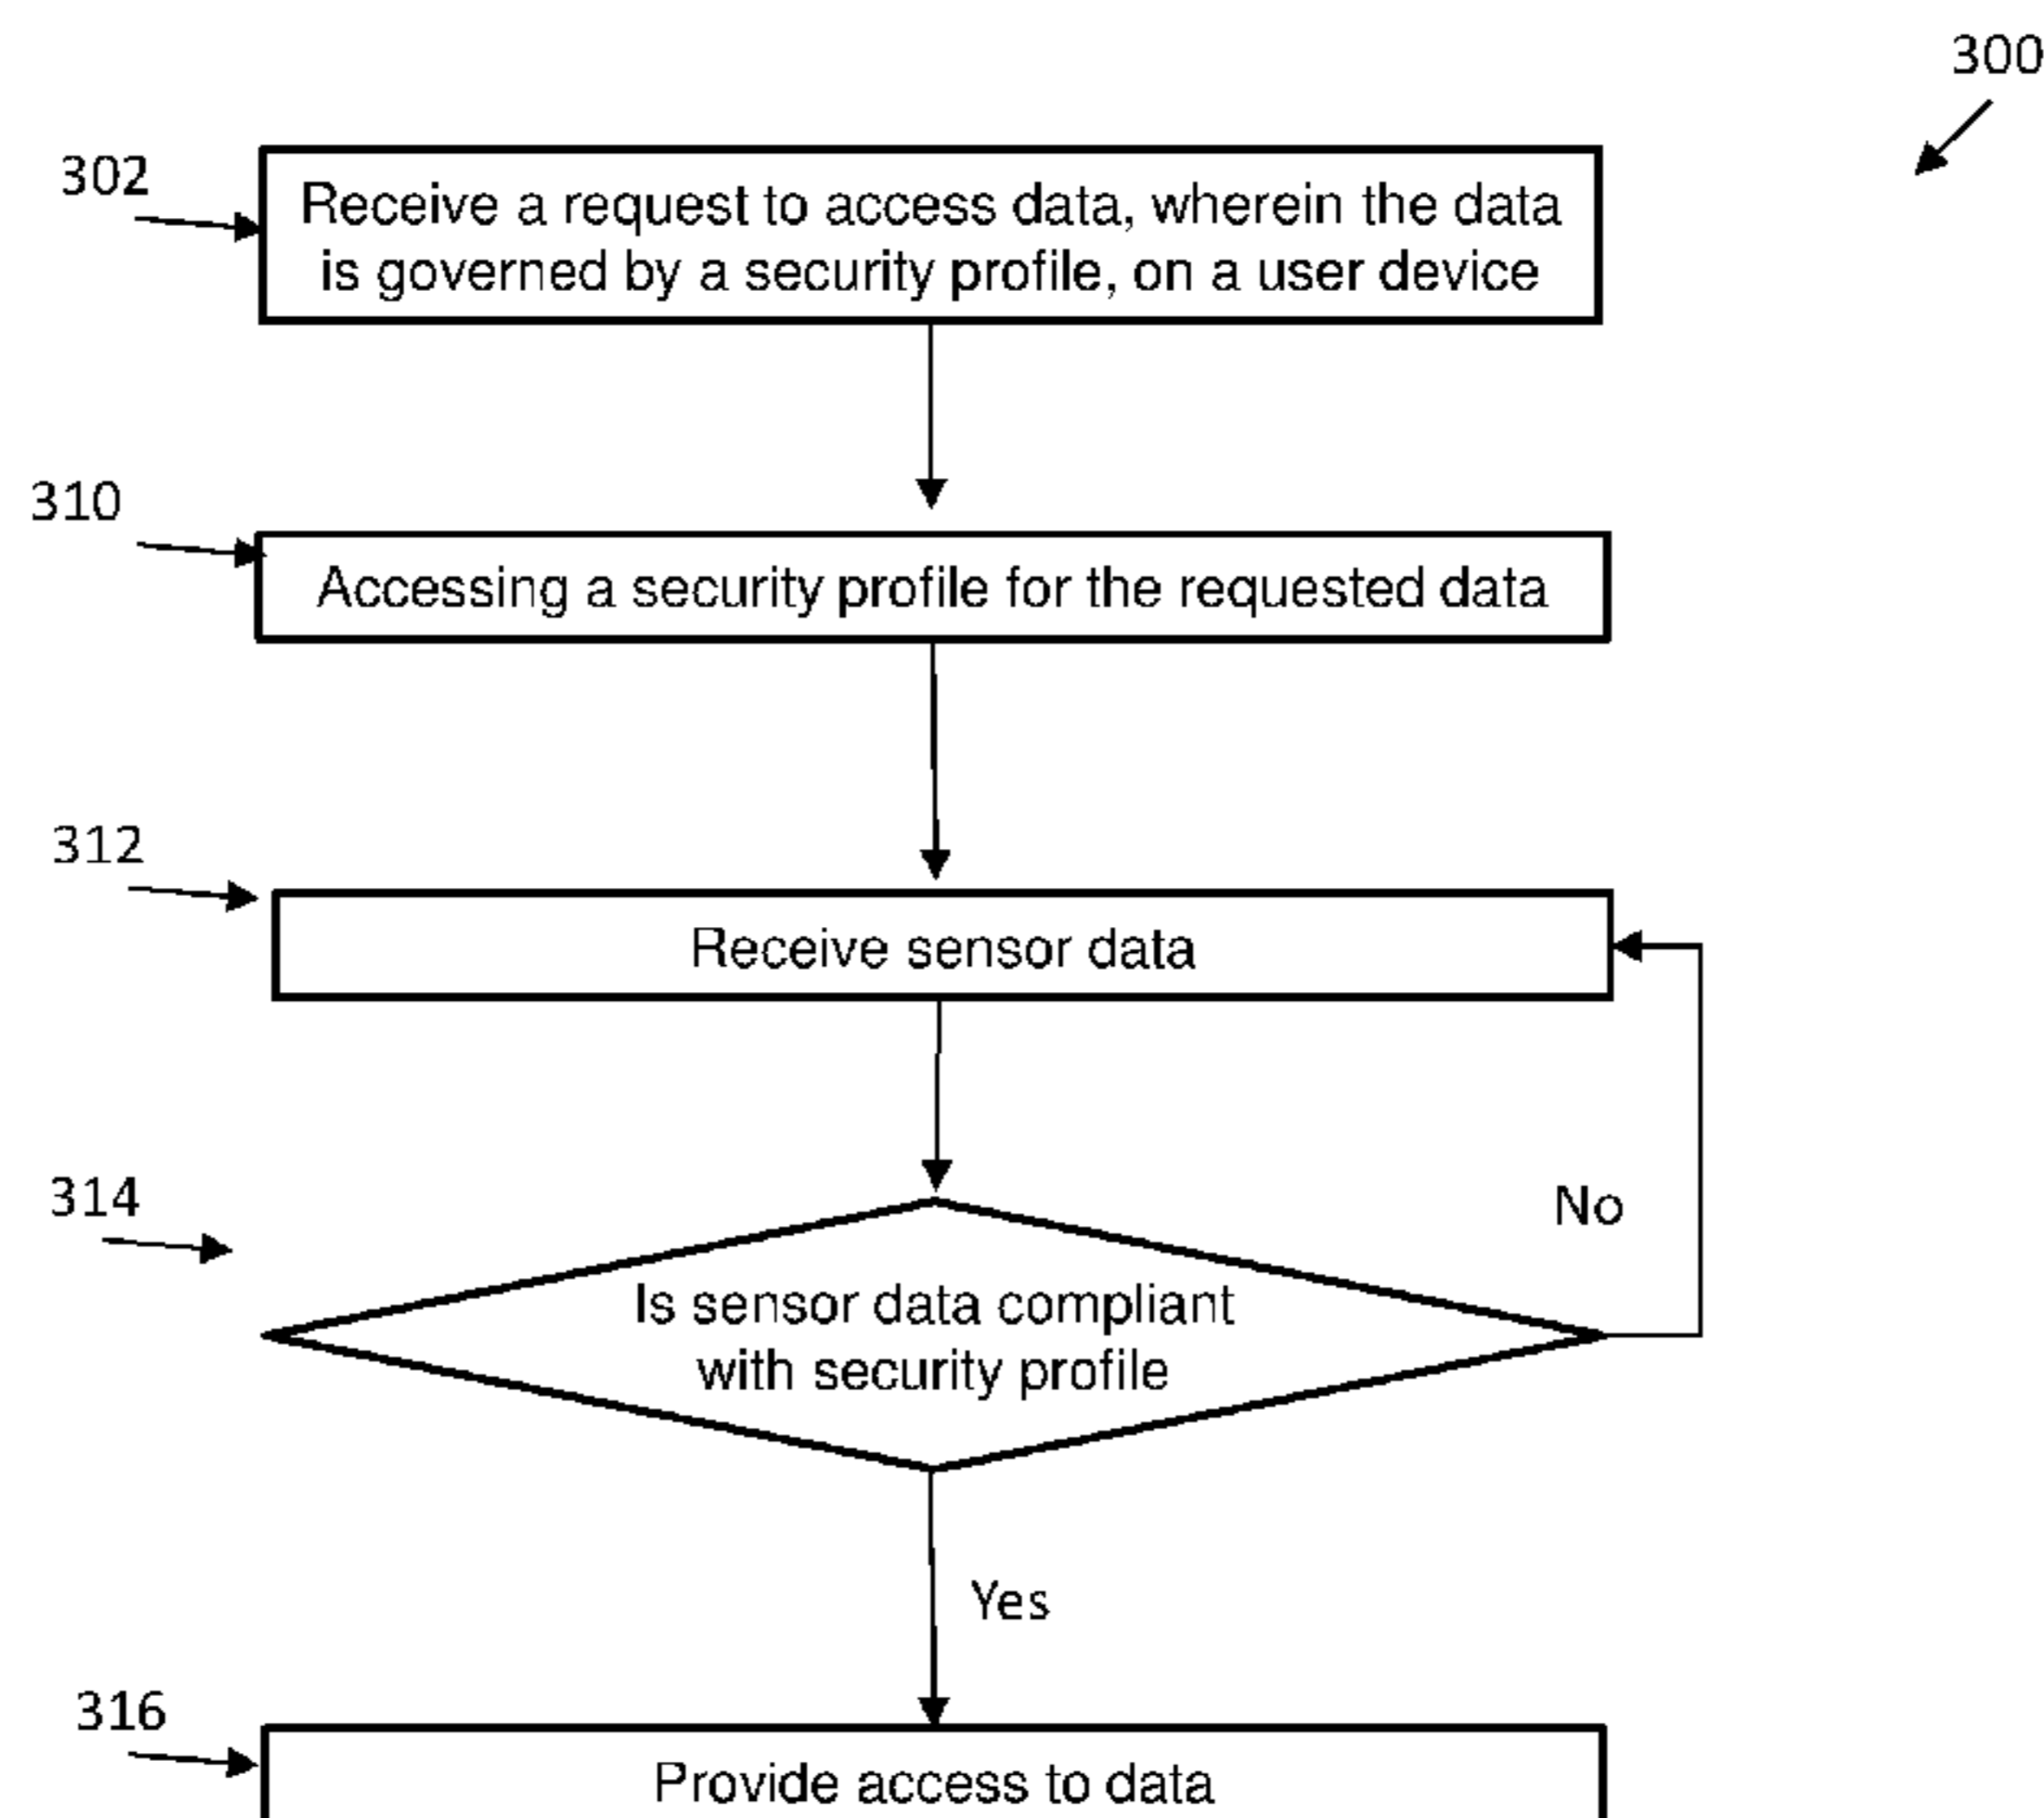 300
302
Receive a request to access data, wherein the data
is governed by a security profile, on a user device
310
Accessing a security profile for the requested data
312
Receive sensor data
314
No
Is sensor data compliant
with security profile
Yes
316
Provide access to data